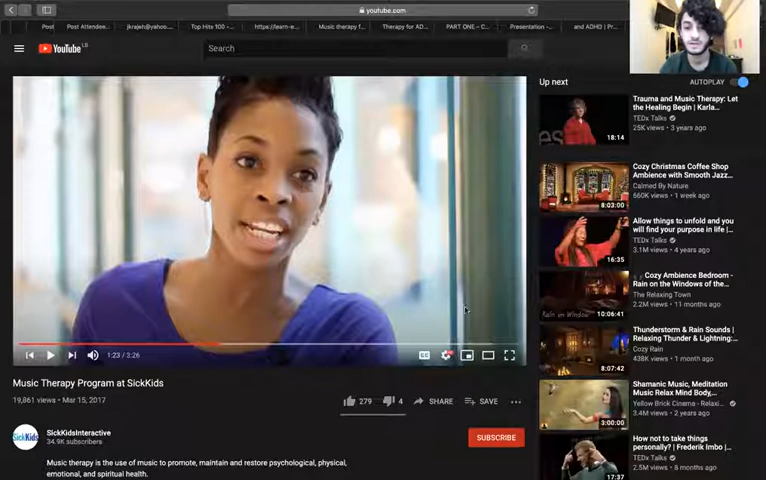 youtube.com
Post
Post Attendee...
jkrajeh@yahoo...
Top Hits 100 -...
https://learn-e...
Music therapy f...
Therapy for AD...
PART ONE – C...
Presentation -...
and ADHD | Pr...
YouTube LB
Search
1:23 / 3:26
CC
Music Therapy Program at SickKids
19,861 views • Mar 15, 2017
279
4
SHARE
SAVE
SickKids
SickKidsInteractive
34.9K subscribers
SUBSCRIBE
Music therapy is the use of music to promote, maintain and restore psychological, physical,
emotional, and spiritual health.
Up next
AUTOPLAY
18:14
Trauma and Music Therapy: Let
the Healing Begin | Karla...
TEDx Talks
25K views • 3 years ago
8:03:00
Cozy Christmas Coffee Shop
Ambience with Smooth Jazz...
Calmed By Nature
660K views • 1 week ago
16:35
Allow things to unfold and you
will find your purpose in life |...
TEDx Talks
3.1M views • 4 years ago
Rain on Window
10:06:41
Cozy Ambience Bedroom -
Rain on the Windows of the...
The Relaxing Town
2.2M views • 11 months ago
8:07:42
Thunderstorm & Rain Sounds |
Relaxing Thunder & Lightning:...
Cozy Rain
438K views • 1 month ago
3:00:00
Shamanic Music, Meditation
Music Relax Mind Body,...
Yellow Brick Cinema - Relaxi...
3.4M views • 2 years ago
17:37
How not to take things
personally? | Frederik Imbo |...
TEDx Talks
2.5M views • 8 months ago